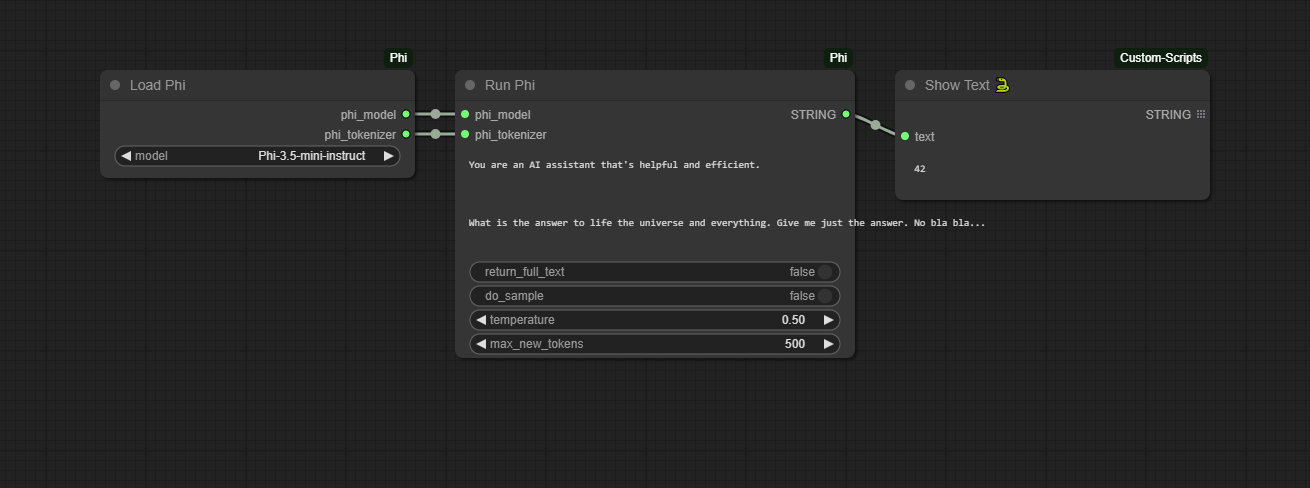 Phi
Load Phi
phi_model
phi_tokenizer
model Phi-3.5-mini-instruct
Phi
Run Phi
phi_model STRING
phi_tokenizer
You are an AI assistant that's helpful and efficient.
What is the answer to life the universe and everything. Give me just the answer. No bla bla...
return_full_text false
do_sample false
temperature 0.50
max_new_tokens 500
Custom-Scripts
Show Text 🐍
STRING
text
42